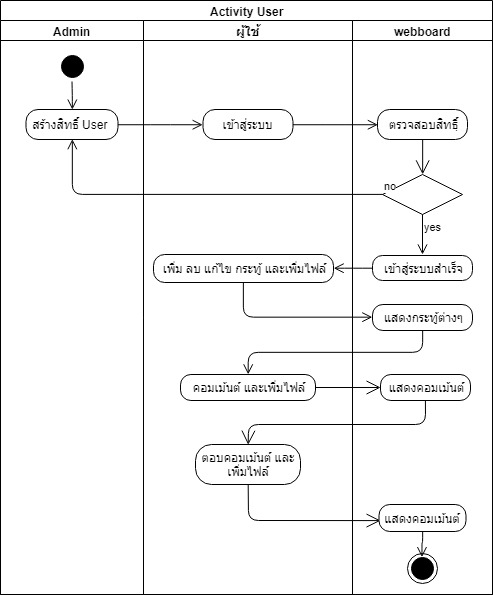 Activity User
Admin
ผู้ใช้
webboard
สร้างสิทธิ์ User
เข้าสู่ระบบ
ตรวจสอบสิทธิ์
no
yes
เข้าสู่ระบบสำเร็จ
เพิ่ม ลบ แก้ไข กระทู้ และเพิ่มไฟล์
แสดงกระทู้ต่างๆ
คอมเม้นต์ และเพิ่มไฟล์
แสดงคอมเม้นต์
ตอบคอมเม้นต์ และ
เพิ่มไฟล์
แสดงคอมเม้นต์